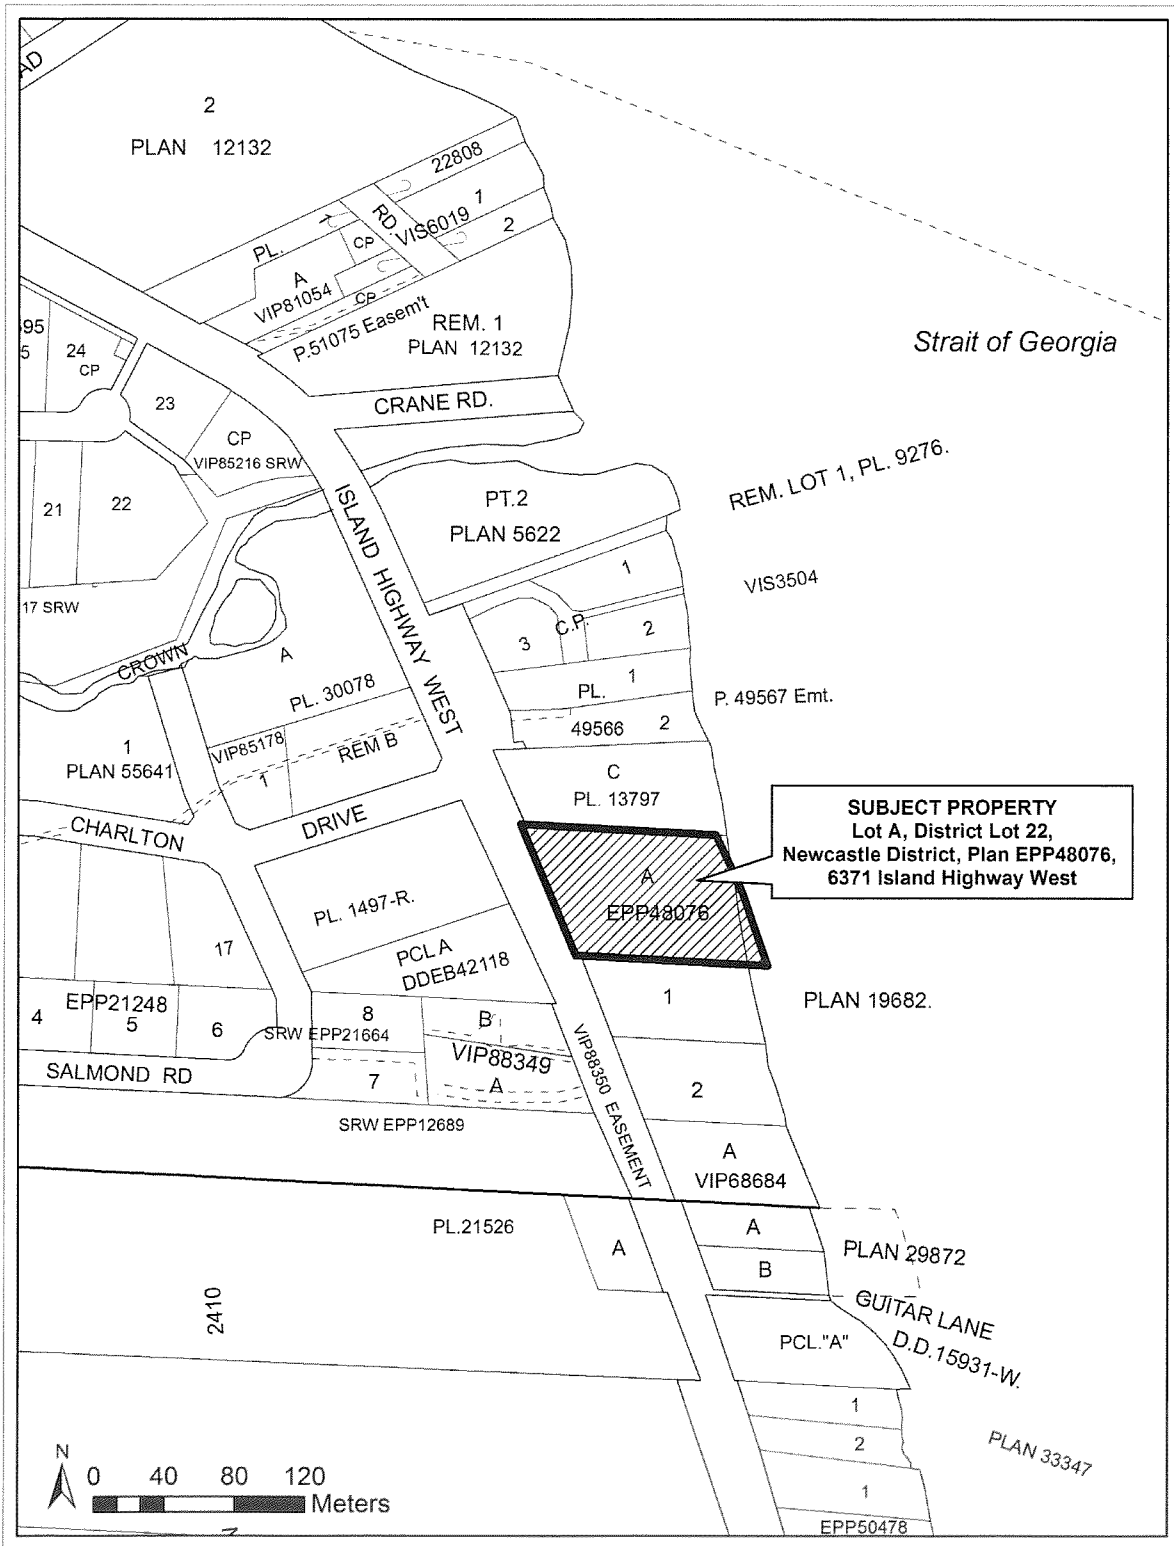 AD
2
PLAN 12132
22808
1
RD.
VIS6019
2
PL.
1
CP
A
VIP81054
CP
P.51075 Easem't
REM. 1
PLAN 12132
Strait of Georgia
5
24
CP
23
CRANE RD.
CP
VIP85216 SRW
REM. LOT 1, PL. 9276.
21
22
PT.2
PLAN 5622
ISLAND HIGHWAY WEST
1
VIS3504
17 SRW
3
C.P.
2
CROWN
A
PL. 30078
PL. 1
P. 49567 Emt.
49566
2
1
PLAN 55641
VIP85178
1
REM B
C
PL. 13797
CHARLTON
DRIVE
SUBJECT PROPERTY
Lot A, District Lot 22,
Newcastle District, Plan EPP48076,
6371 Island Highway West
A
EPP48076
PL. 1497-R.
17
PCL A
DDEB42118
1
PLAN 19682.
EPP21248
4
5
6
8
SRW EPP21664
B
VIP88349
A
7
SALMOND RD
VIP88350 EASEMENT
2
SRW EPP12689
A
VIP68684
PL.21526
A
A
B
PLAN 29872
2410
GUITAR LANE
D.D.15931-W.
PCL."A"
1
2
PLAN 33347
1
EPP50478
N
0 40 80 120
Meters